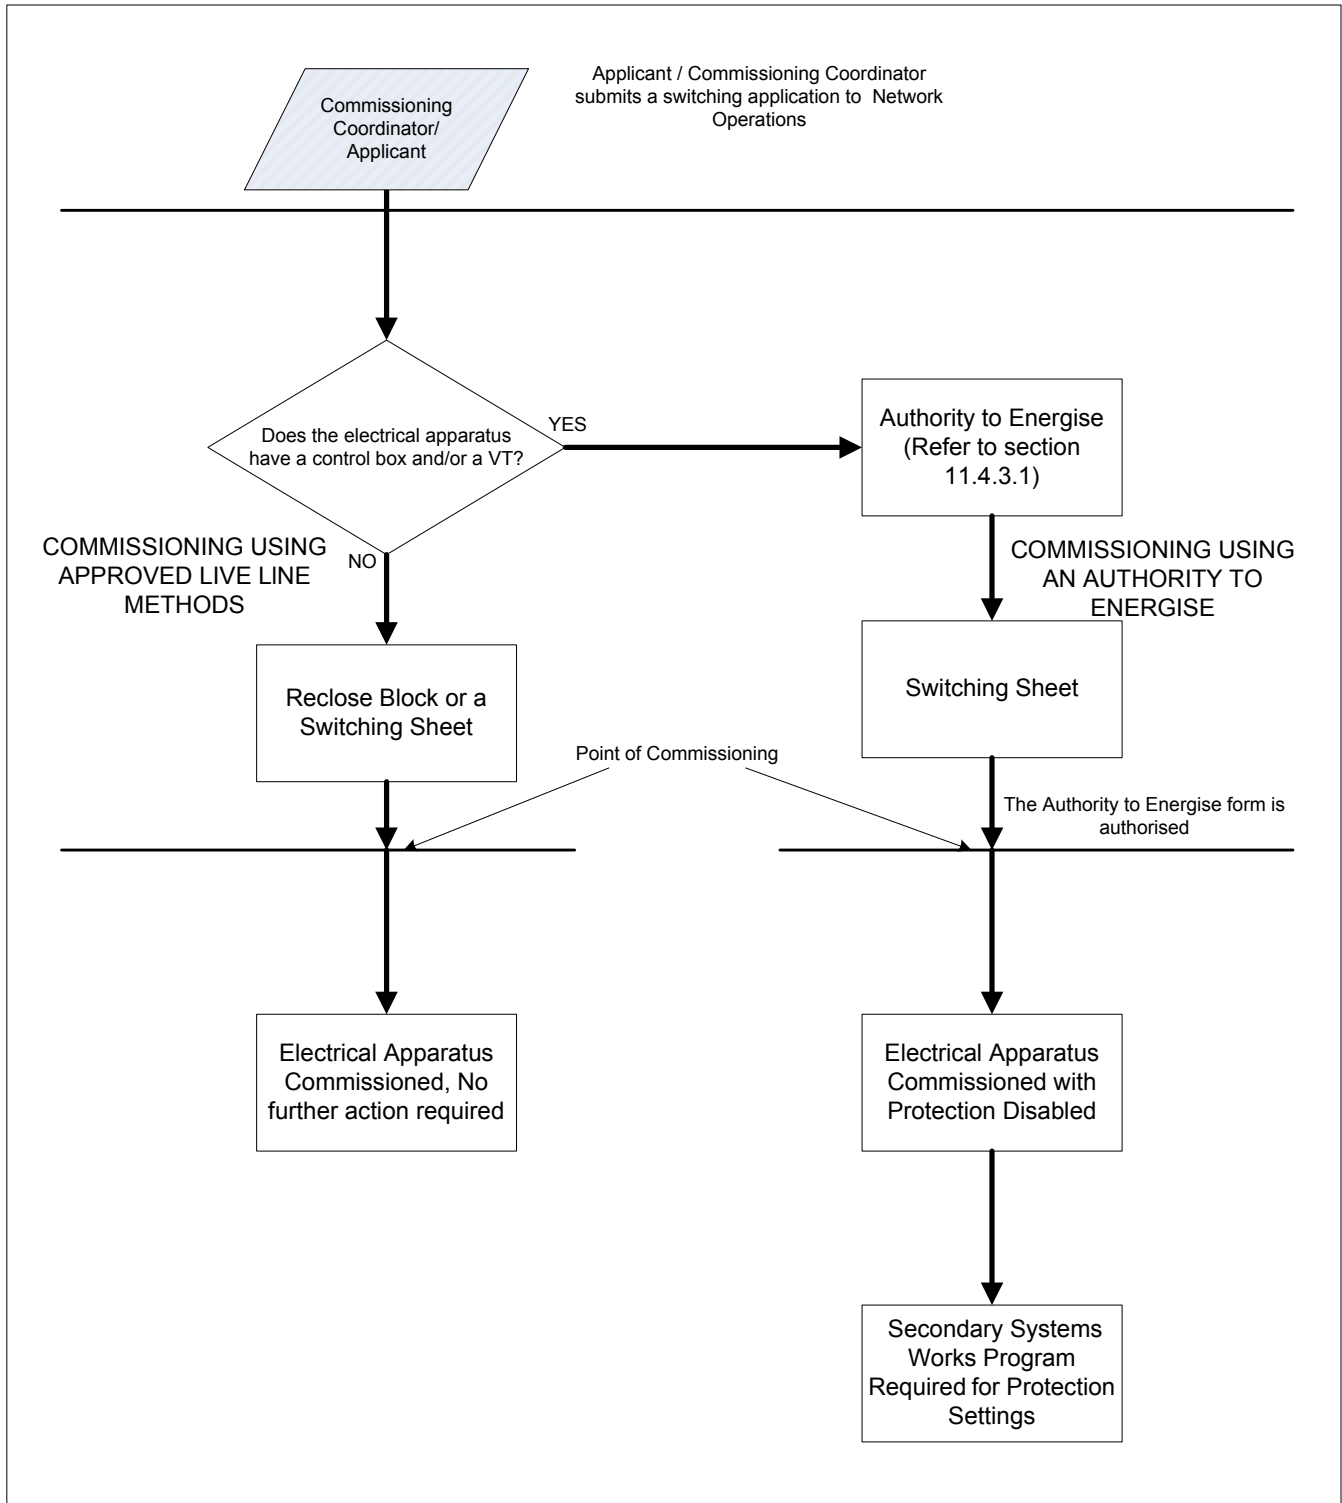 Commissioning
Coordinator/
Applicant
Applicant / Commissioning Coordinator
submits a switching application to  Network
Operations
Does the electrical apparatus
have a control box and/or a VT?
YES
Authority to Energise
(Refer to section
11.4.3.1)
COMMISSIONING USING
APPROVED LIVE LINE
METHODS
NO
COMMISSIONING USING
AN AUTHORITY TO
ENERGISE
Reclose Block or a
Switching Sheet
Switching Sheet
Point of Commissioning
The Authority to Energise form is
authorised
Electrical Apparatus
Commissioned, No
further action required
Electrical Apparatus
Commissioned with
Protection Disabled
Secondary Systems
Works Program
Required for Protection
Settings